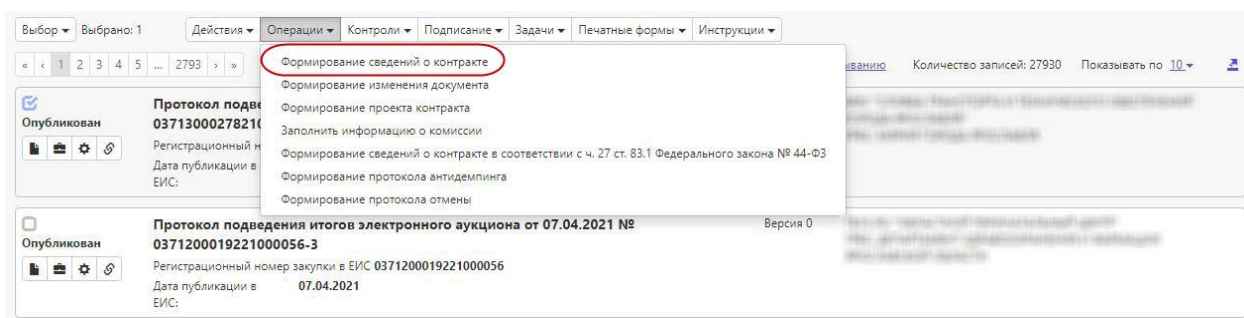 Выбор Выбрано: 1 Действия Операции Контроли Подписание Задачи Печатные формы Инструкции
« ‹ 1 2 3 4 5 ... 2793 › » Количество записей: 27930 Показывать по 10
Формирование сведений о контракте
Формирование изменения документа
Формирование проекта контракта
Заполнить информацию о комиссии
Формирование сведений о контракте в соответствии с ч. 27 ст. 83.1 Федерального закона № 44-ФЗ
Формирование протокола антидемпинга
Формирование протокола отмены
Опубликован
Протокол
Регистрационный
Дата публикации в
ЕИС:
Протокол подведения итогов электронного аукциона от 07.04.2021 № Версия 0
Опубликован 0371200019221000056-3
Регистрационный номер закупки в ЕИС 0371200019221000056
Дата публикации в 07.04.2021
ЕИС: